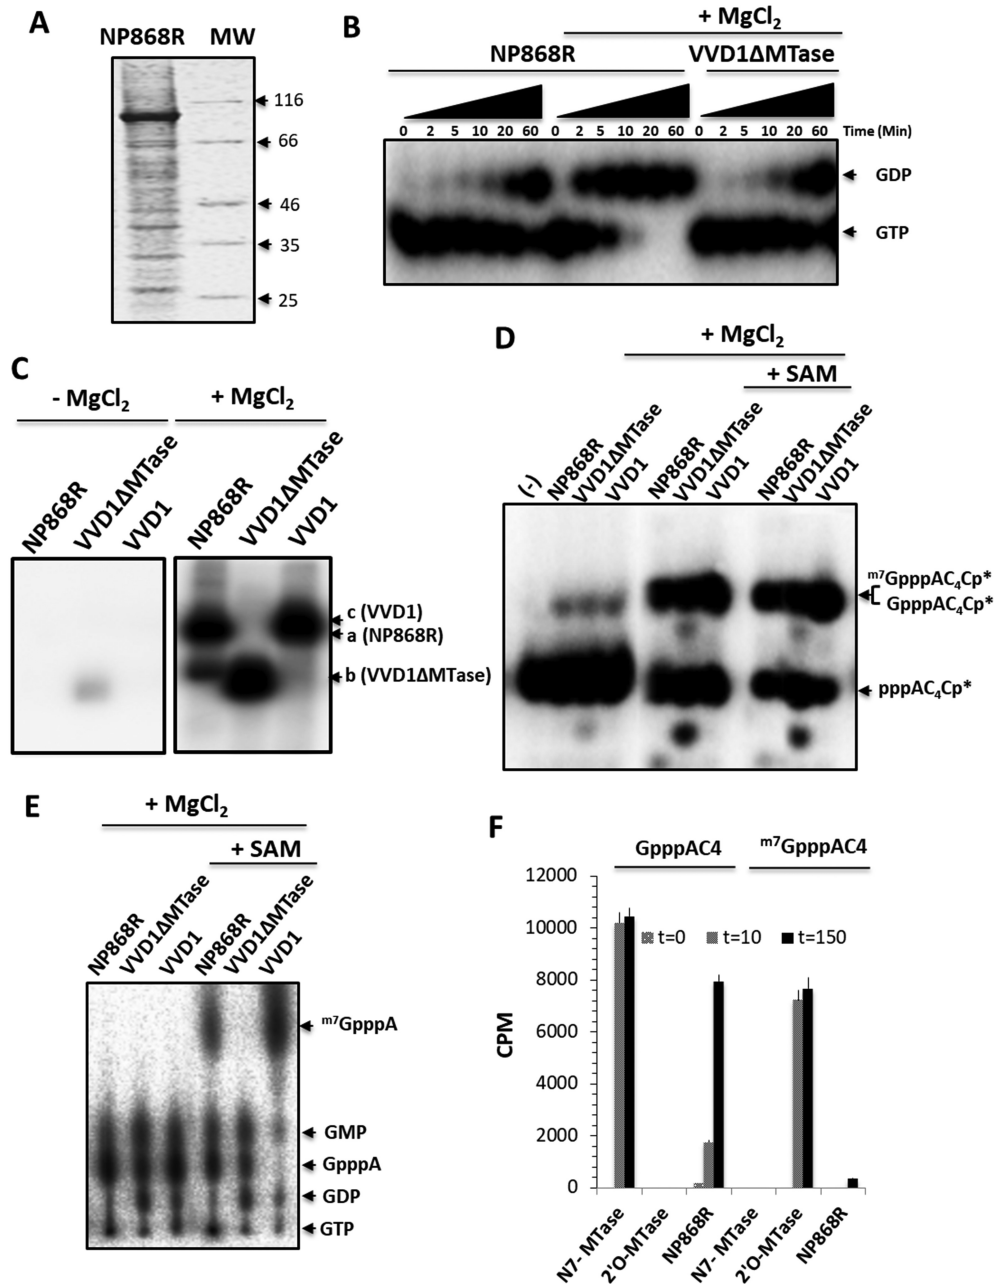 A
NP868R MW
116
66
46
35
25
B
+ MgCl2
NP868R VVD1ΔMTase
0 2 5 10 20 60 0 2 5 10 20 60 0 2 5 10 20 60 Time (Min)
GDP
GTP
C
- MgCl2 + MgCl2
NP868R VVD1ΔMTase VVD1 NP868R VVD1ΔMTase VVD1
c (VVD1)
a (NP868R)
b (VVD1ΔMTase)
D
+ MgCl2
+ SAM
(-) NP868R VVD1ΔMTase VVD1 NP868R VVD1ΔMTase VVD1 NP868R VVD1ΔMTase VVD1
m7GpppAC4Cp*
GpppAC4Cp*
pppAC4Cp*
E
+ MgCl2
+ SAM
NP868R VVD1ΔMTase VVD1 NP868R VVD1ΔMTase VVD1
m7GpppA
GMP
GpppA
GDP
GTP
F
GpppAC4 m7GpppAC4
12000
10000
8000
6000
4000
2000
0
CPM
t=0 t=10 t=150
N7- MTase 2'O-MTase NP868R N7- MTase 2'O-MTase NP868R